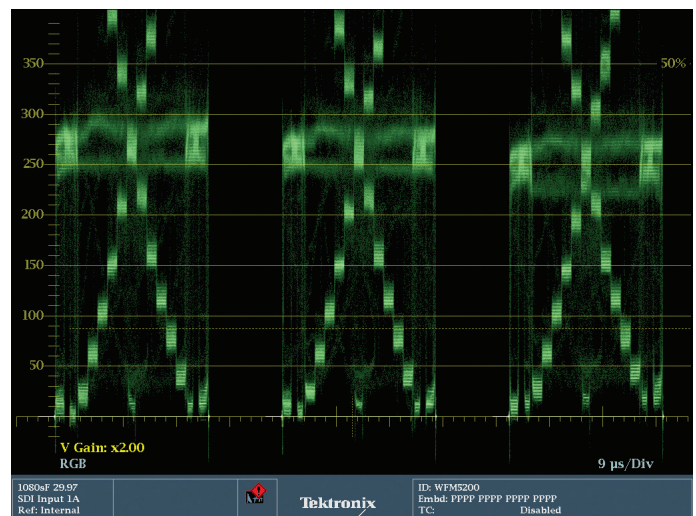 350
50%
300
250
200
150
100
50
V Gain: x2.00
RGB
9 µs/Div
1080sF 29.97
SDI Input 1A
Ref: Internal
Tektronix
ID: WFM5200
Embd: PPPP PPPP PPPP PPPP
TC: Disabled